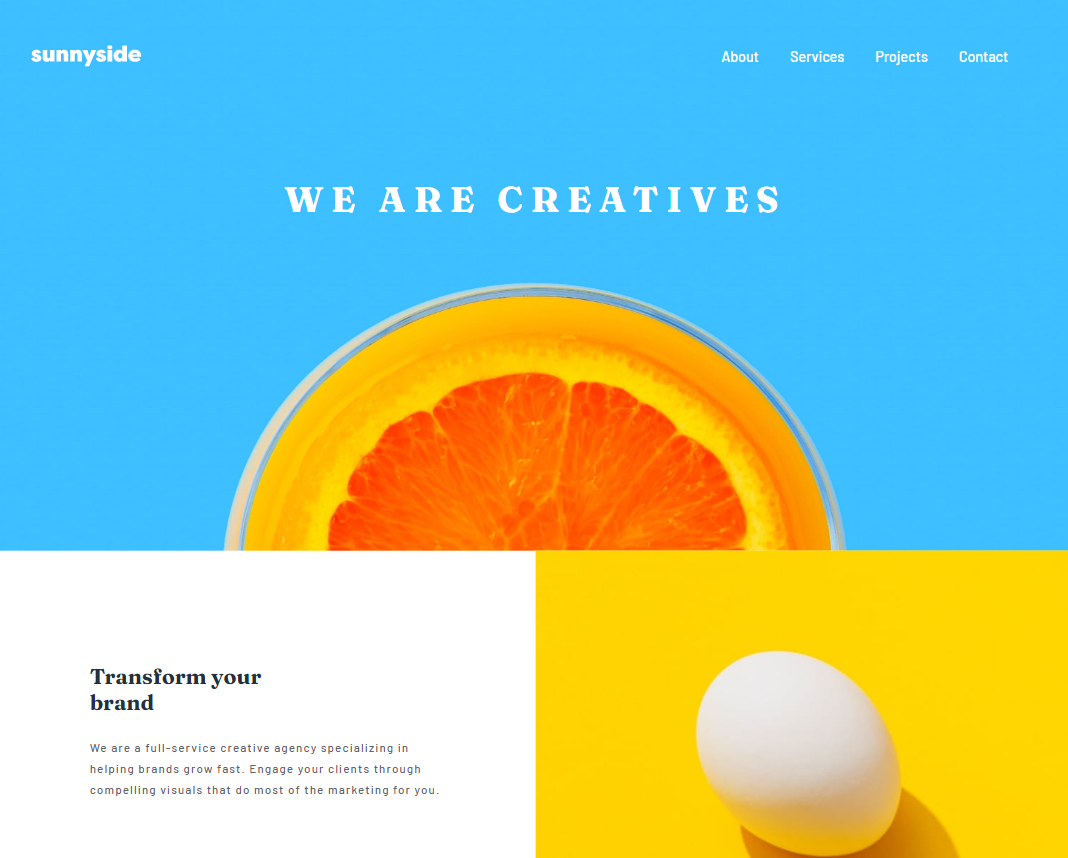 sunnyside
About Services Projects Contact
WE ARE CREATIVES
Transform your
brand
We are a full-service creative agency specializing in
helping brands grow fast. Engage your clients through
compelling visuals that do most of the marketing for you.